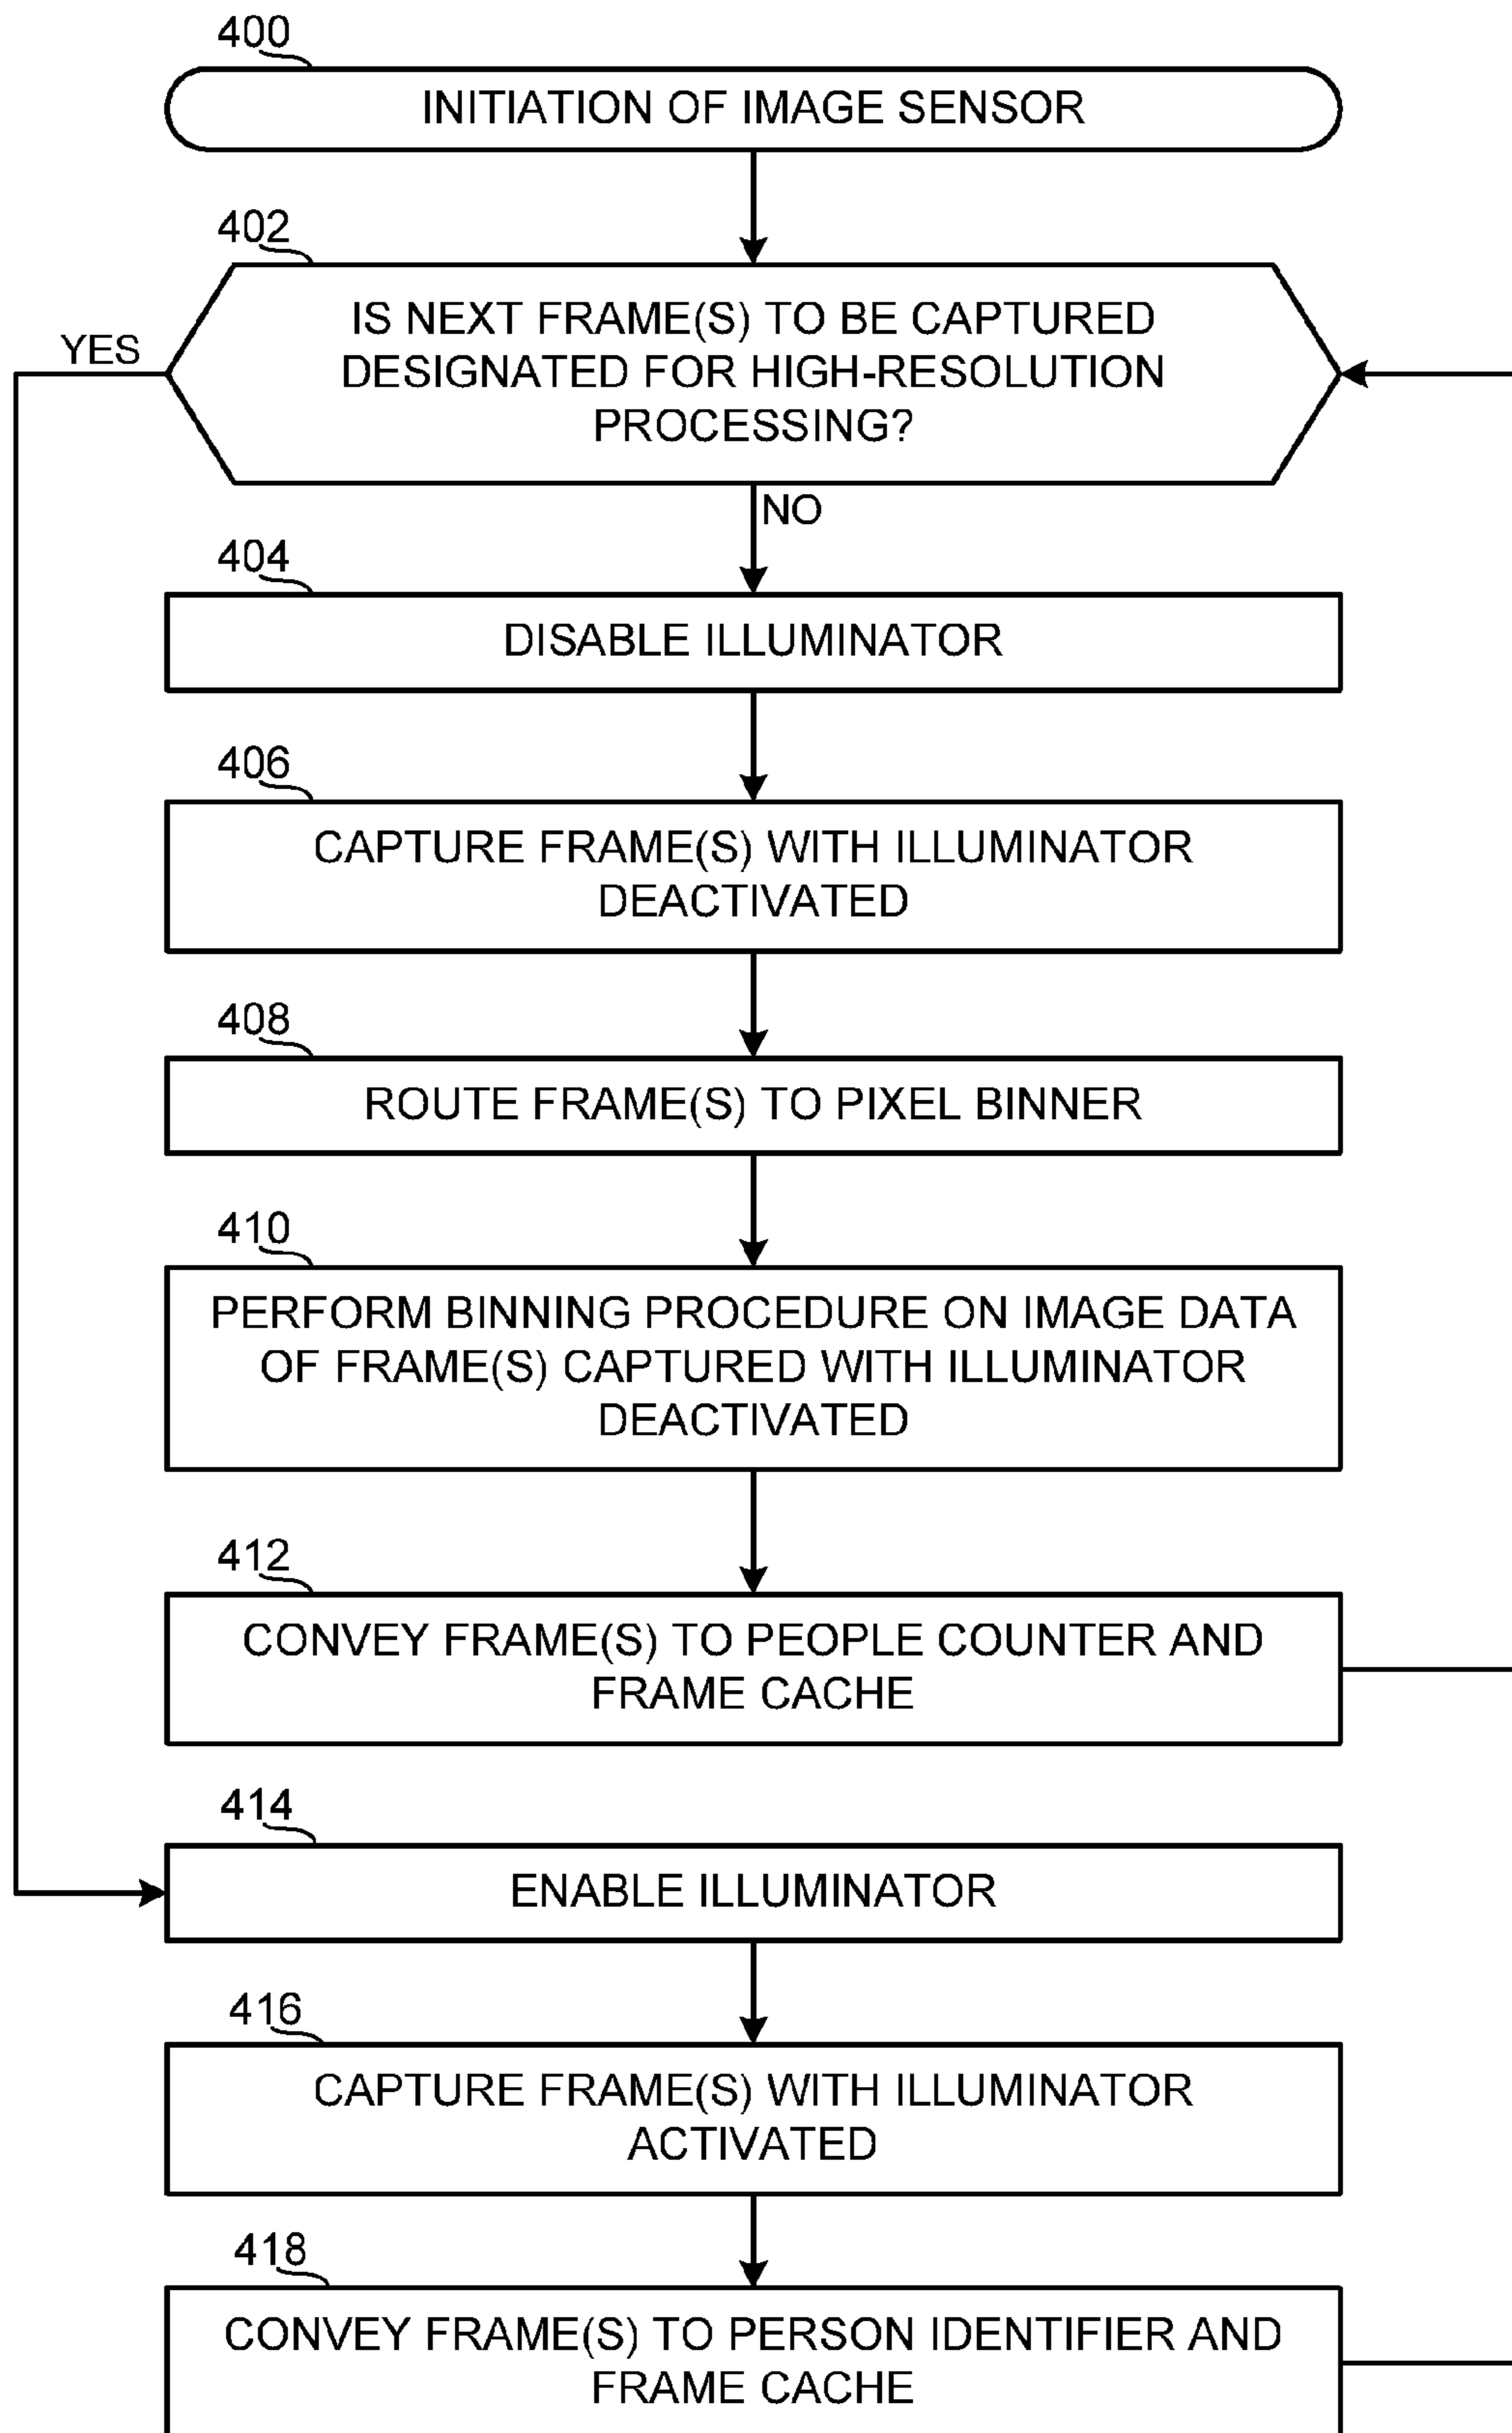 400
INITIATION OF IMAGE SENSOR
402
IS NEXT FRAME(S) TO BE CAPTURED
DESIGNATED FOR HIGH-RESOLUTION
PROCESSING?
YES
NO
404
DISABLE ILLUMINATOR
406
CAPTURE FRAME(S) WITH ILLUMINATOR
DEACTIVATED
408
ROUTE FRAME(S) TO PIXEL BINNER
410
PERFORM BINNING PROCEDURE ON IMAGE DATA
OF FRAME(S) CAPTURED WITH ILLUMINATOR
DEACTIVATED
412
CONVEY FRAME(S) TO PEOPLE COUNTER AND
FRAME CACHE
414
ENABLE ILLUMINATOR
416
CAPTURE FRAME(S) WITH ILLUMINATOR
ACTIVATED
418
CONVEY FRAME(S) TO PERSON IDENTIFIER AND
FRAME CACHE